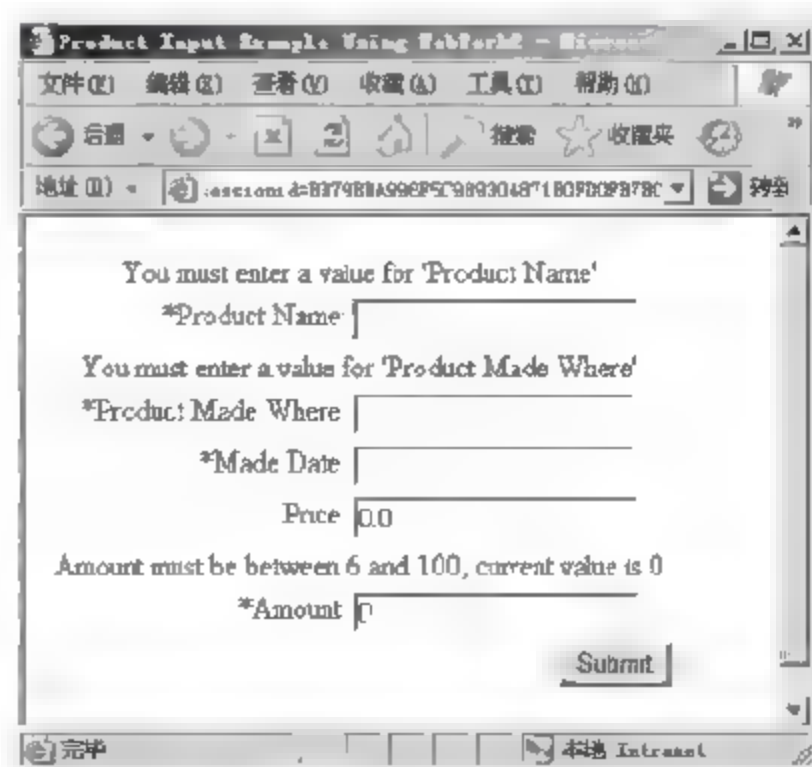 Product Input Example Using WebWork2 -
文件(F) 编辑(E) 查看(V) 收藏(A) 工具(T) 帮助(H)
后退 搜索 收藏夹 »
地址(D) 转到
You must enter a value for 'Product Name'
*Product Name
You must enter a value for 'Product Made Where'
*Product Made Where
*Made Date
Price 0.0
Amount must be between 6 and 100, current value is 0
*Amount 0
Submit
完毕 本地 Intranet